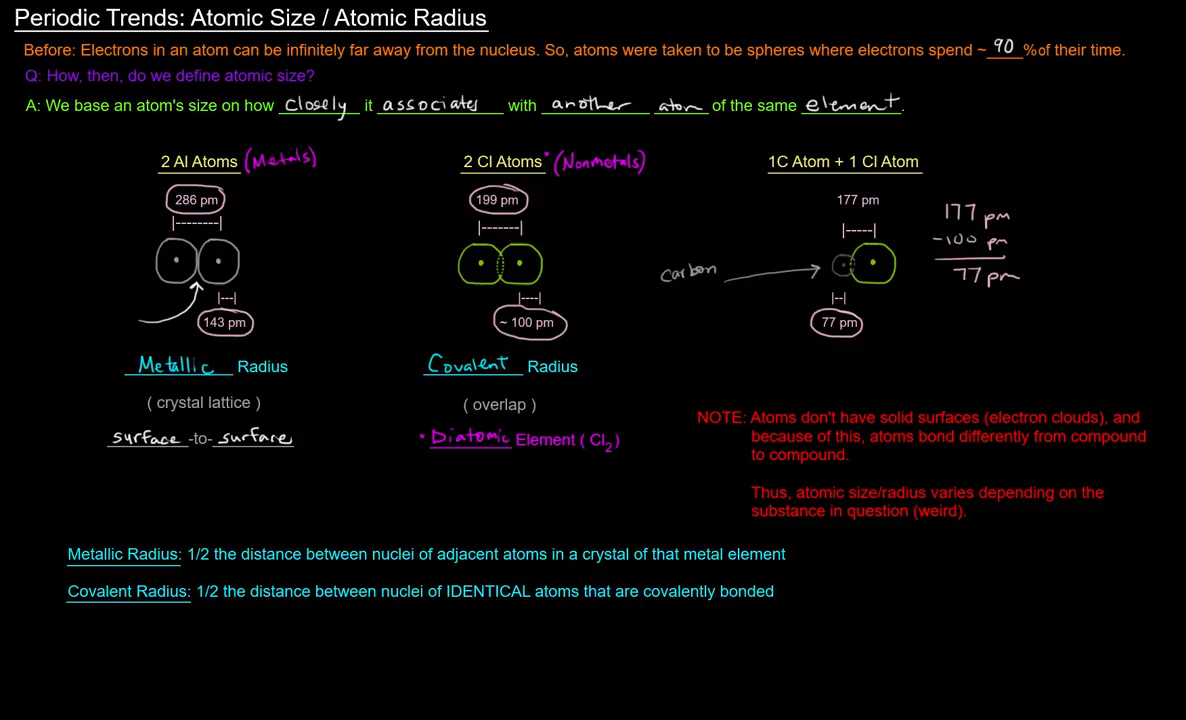 Periodic Trends: Atomic Size / Atomic Radius
Before: Electrons in an atom can be infinitely far away from the nucleus. So, atoms were taken to be spheres where electrons spend ~ 90 % of their time.
Q: How, then, do we define atomic size?
A: We base an atom's size on how closely it associates with another atom of the same element.
2 Al Atoms (Metals)
2 Cl Atoms * (Nonmetals)
1C Atom + 1 Cl Atom
286 pm
199 pm
177 pm
177 pm
-100 pm
77 pm
|--------|
|-------|
|-----|
carbon
|---|
|----|
|--|
143 pm
~ 100 pm
77 pm
Metallic Radius
Covalent Radius
( crystal lattice )
( overlap )
surface -to- surface
* Diatomic Element ( Cl2 )
NOTE: Atoms don't have solid surfaces (electron clouds), and
because of this, atoms bond differently from compound
to compound.
Thus, atomic size/radius varies depending on the
substance in question (weird).
Metallic Radius: 1/2 the distance between nuclei of adjacent atoms in a crystal of that metal element
Covalent Radius: 1/2 the distance between nuclei of IDENTICAL atoms that are covalently bonded